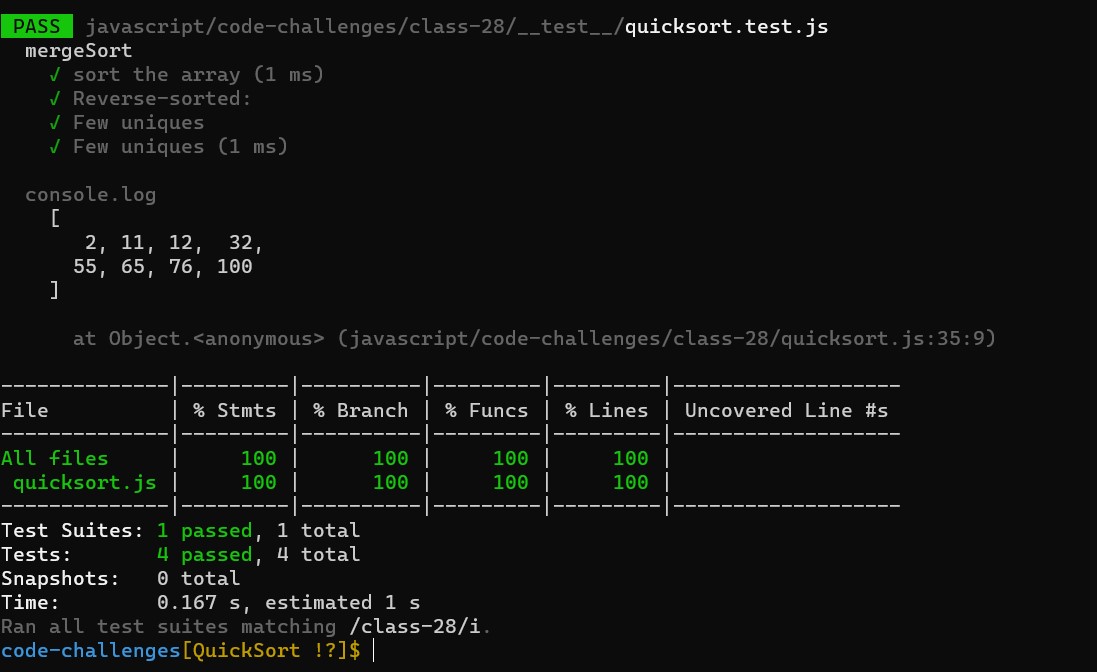 PASS javascript/code-challenges/class-28/__test__/quicksort.test.js
mergeSort
√ sort the array (1 ms)
√ Reverse-sorted:
√ Few uniques
√ Few uniques (1 ms)
console.log
[
2, 11, 12, 32,
55, 65, 76, 100
]
at Object.<anonymous> (javascript/code-challenges/class-28/quicksort.js:35:9)
--------------|---------|----------|---------|---------|-------------------
File | % Stmts | % Branch | % Funcs | % Lines | Uncovered Line #s
--------------|---------|----------|---------|---------|-------------------
All files | 100 | 100 | 100 | 100 |
quicksort.js | 100 | 100 | 100 | 100 |
--------------|---------|----------|---------|---------|-------------------
Test Suites: 1 passed, 1 total
Tests: 4 passed, 4 total
Snapshots: 0 total
Time: 0.167 s, estimated 1 s
Ran all test suites matching /class-28/i.
code-challenges[QuickSort !?]$